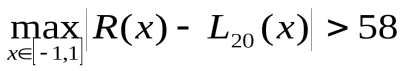 max |R(x) − L₂₀(x)| > 58
x∈[−1,1]